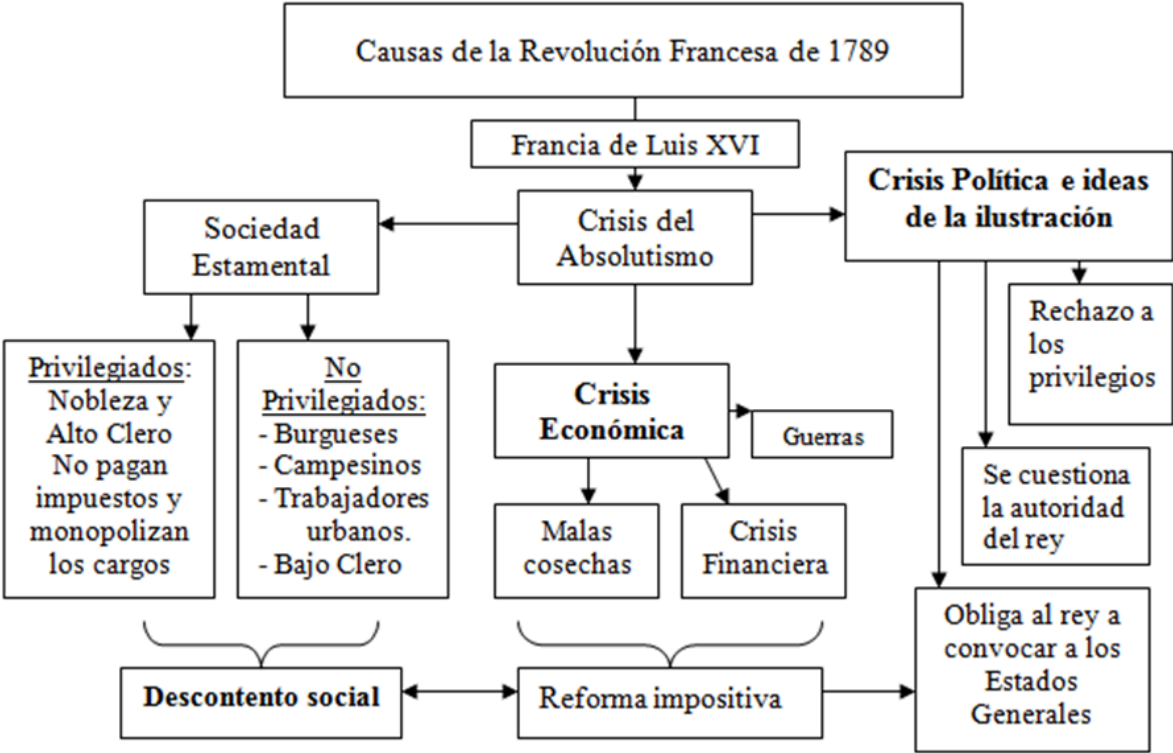 Causas de la Revolución Francesa de 1789
Francia de Luis XVI
Crisis del
Absolutismo
Sociedad
Estamental
Crisis Política e ideas
de la ilustración
Privilegiados:
Nobleza y
Alto Clero
No pagan
impuestos y
monopolizan
los cargos
No
Privilegiados:
- Burgueses
- Campesinos
- Trabajadores
urbanos.
- Bajo Clero
Crisis
Económica
Guerras
Malas
cosechas
Crisis
Financiera
Rechazo a
los
privilegios
Se cuestiona
la autoridad
del rey
Obliga al rey a
convocar a los
Estados
Generales
Descontento social
Reforma impositiva